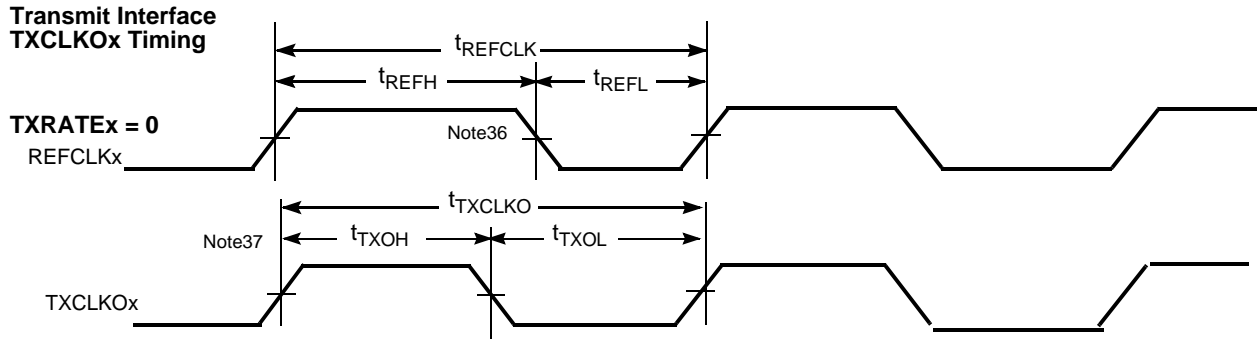 Transmit Interface
TXCLKOx Timing
tREFCLK
tREFH
tREFL
TXRATEx = 0
Note36
REFCLKx
tTXCLKO
Note37
tTXOH
tTXOL
TXCLKOx